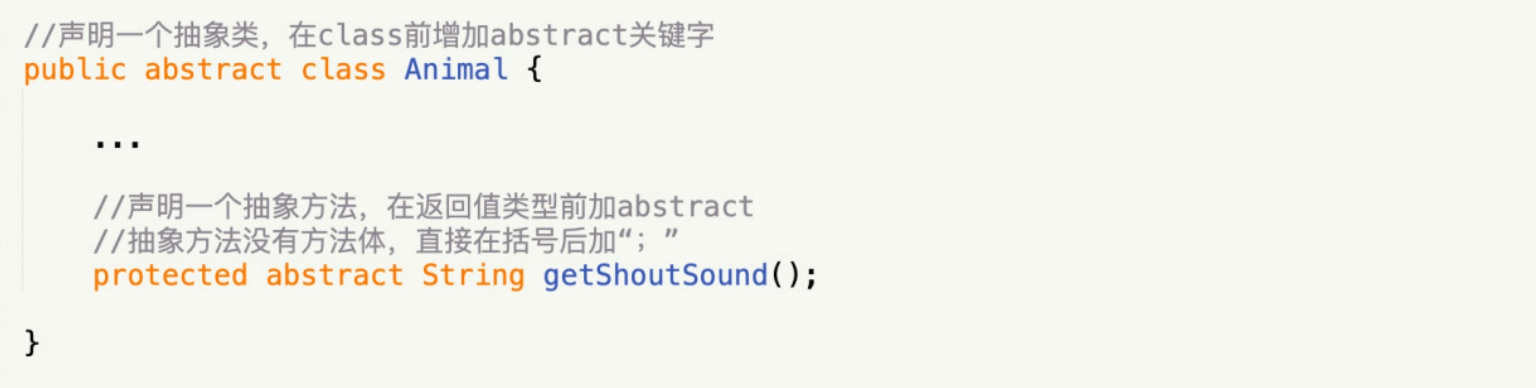 //声明一个抽象类，在class前增加abstract关键字
public abstract class Animal {
...
//声明一个抽象方法，在返回值类型前加abstract
//抽象方法没有方法体，直接在括号后加“；”
protected abstract String getShoutSound();
}